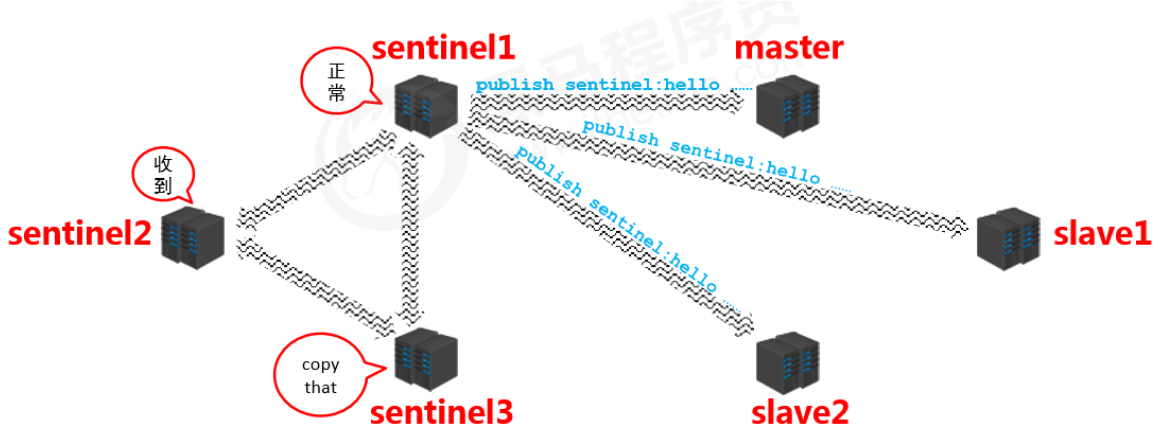 sentinel1
master
正
常
publish sentinel:hello ……
publish sentinel:hello ……
publish sentinel:hello ……
收
到
sentinel2
slave1
copy
that
sentinel3
slave2